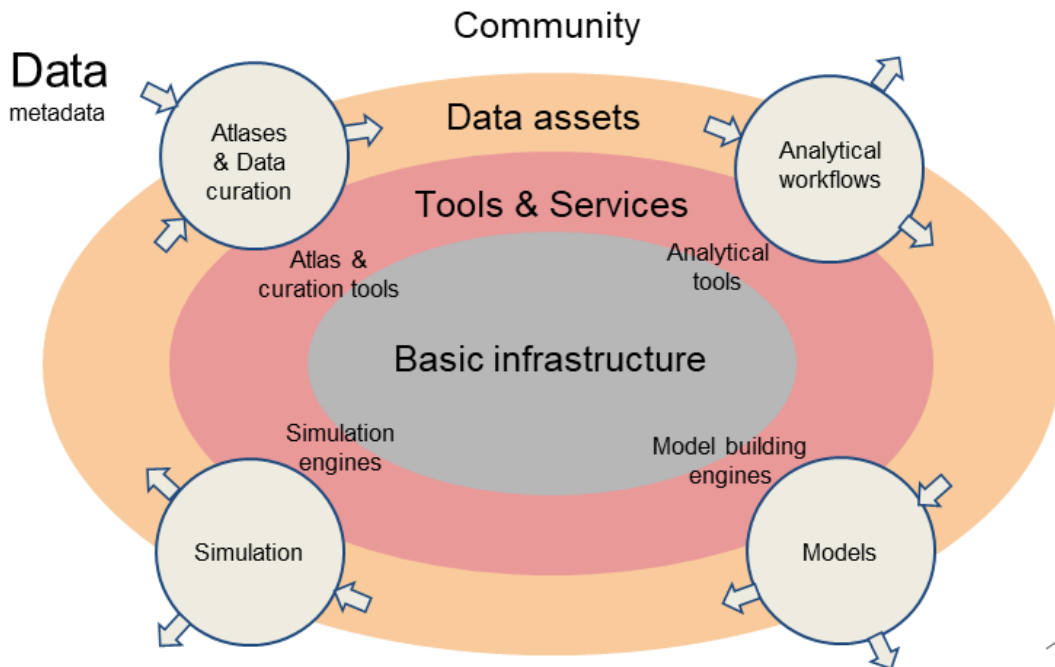 Community
Data
metadata
Data assets
Atlases
& Data
curation
Analytical
workflows
Tools & Services
Atlas &
curation tools
Analytical
tools
Basic infrastructure
Simulation
engines
Model building
engines
Simulation
Models